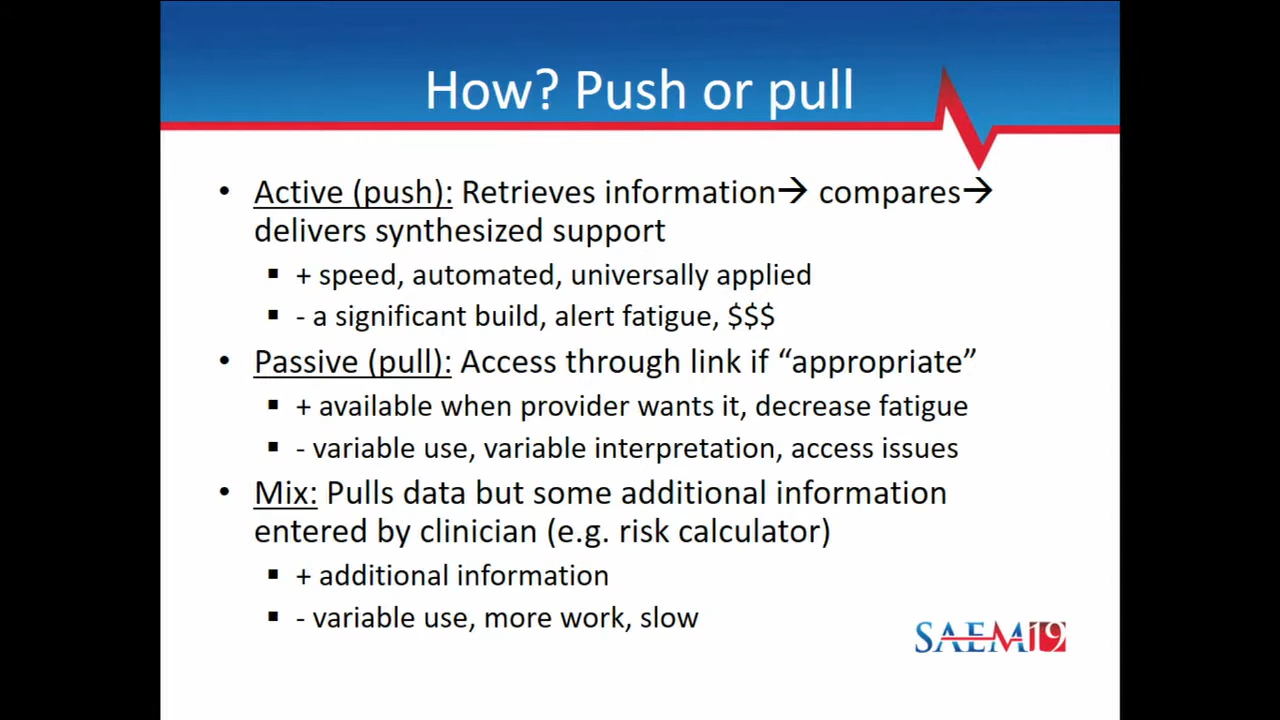 How? Push or pull
• Active (push): Retrieves information→ compares→
delivers synthesized support
▪ + speed, automated, universally applied
▪ - a significant build, alert fatigue, $$$
• Passive (pull): Access through link if “appropriate”
▪ + available when provider wants it, decrease fatigue
▪ - variable use, variable interpretation, access issues
• Mix: Pulls data but some additional information
entered by clinician (e.g. risk calculator)
▪ + additional information
▪ - variable use, more work, slow
SAEM19